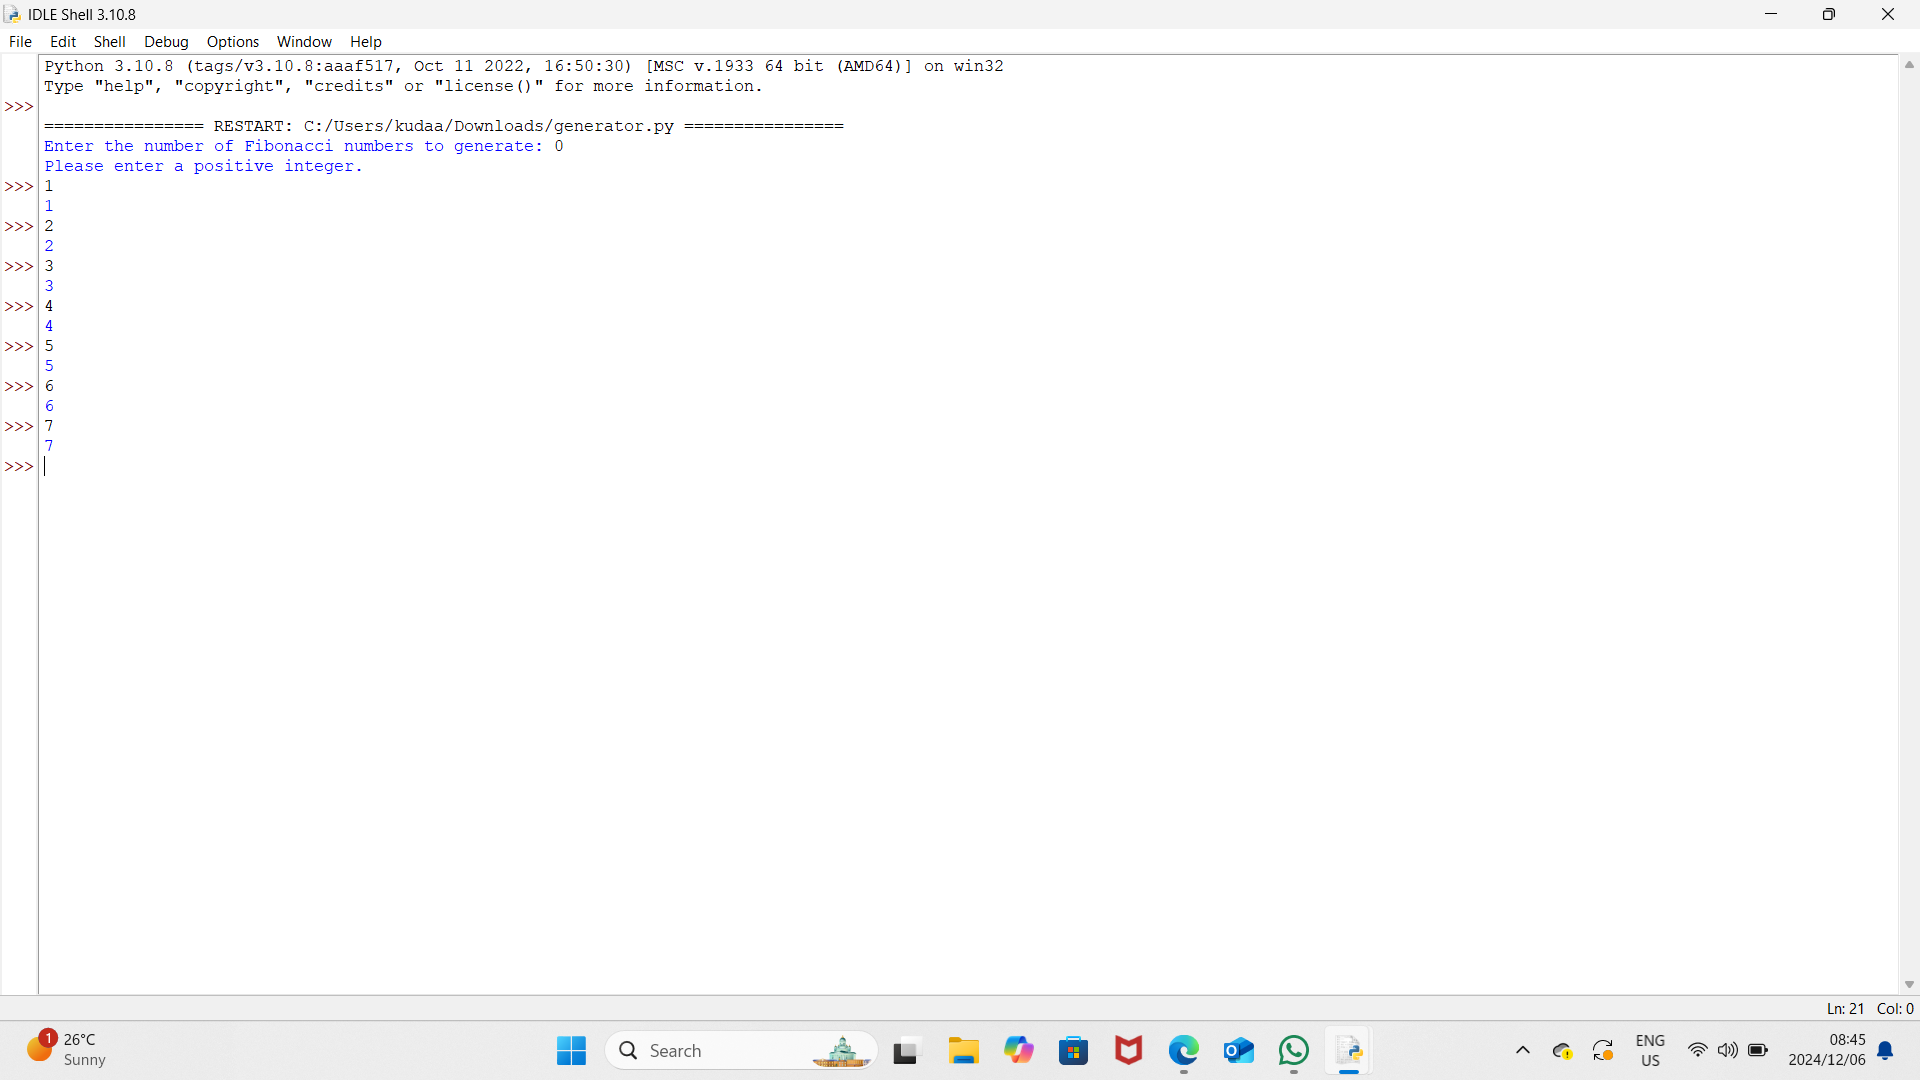 IDLE Shell 3.10.8
File Edit Shell Debug Options Window Help
Python 3.10.8 (tags/v3.10.8:aaaf517, Oct 11 2022, 16:50:30) [MSC v.1933 64 bit (AMD64)] on win32
Type "help", "copyright", "credits" or "license()" for more information.
>>>
================ RESTART: C:/Users/kudaa/Downloads/generator.py ================
Enter the number of Fibonacci numbers to generate: 0
Please enter a positive integer.
>>> 1
1
>>> 2
2
>>> 3
3
>>> 4
4
>>> 5
5
>>> 6
6
>>> 7
7
>>>
Ln: 21 Col: 0
1
26°C
Sunny
Search
ENG
US
08:45
2024/12/06